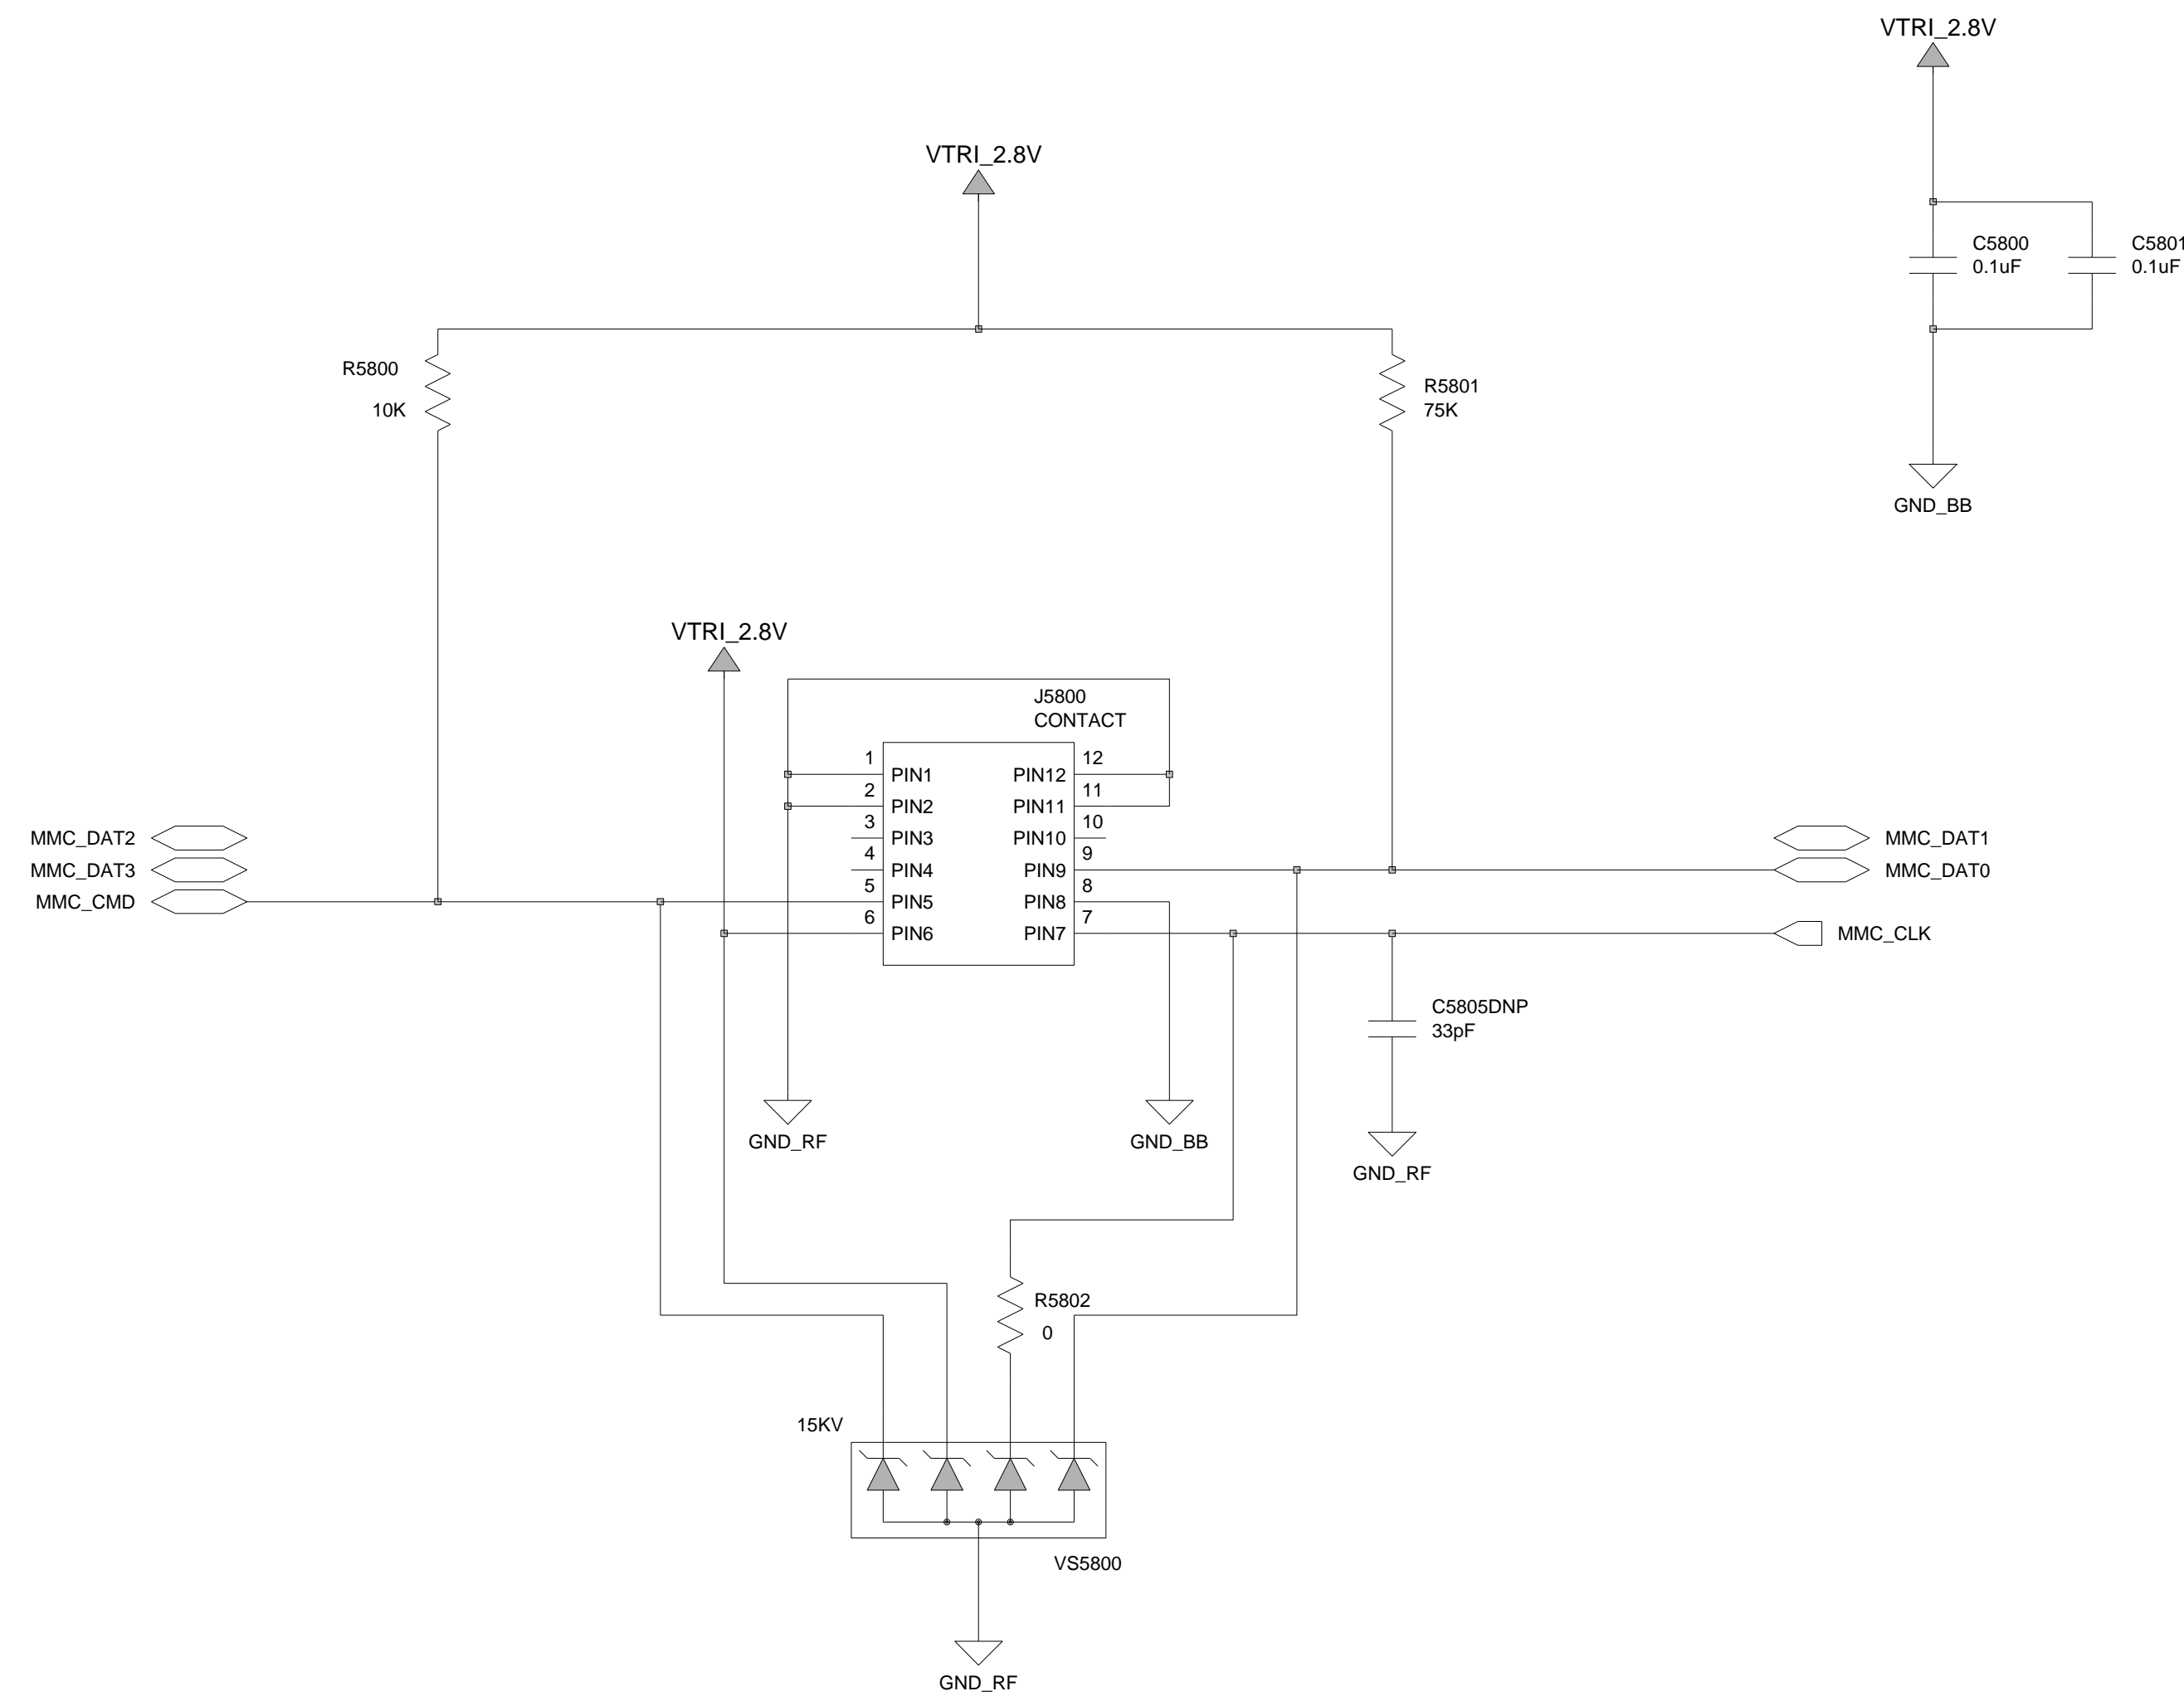 VTRI_2.8V
VTRI_2.8V
C5800
0.1uF
C5801
0.1uF
R5800
10K
R5801
75K
GND_BB
VTRI_2.8V
J5800
CONTACT
1
PIN1
PIN12
12
2
PIN2
PIN11
11
3
PIN3
PIN10
10
4
PIN4
PIN9
9
5
PIN5
PIN8
8
6
PIN6
PIN7
7
MMC_DAT2
MMC_DAT3
MMC_CMD
MMC_DAT1
MMC_DAT0
MMC_CLK
C5805DNP
33pF
GND_RF
GND_BB
GND_RF
R5802
0
15KV
VS5800
GND_RF